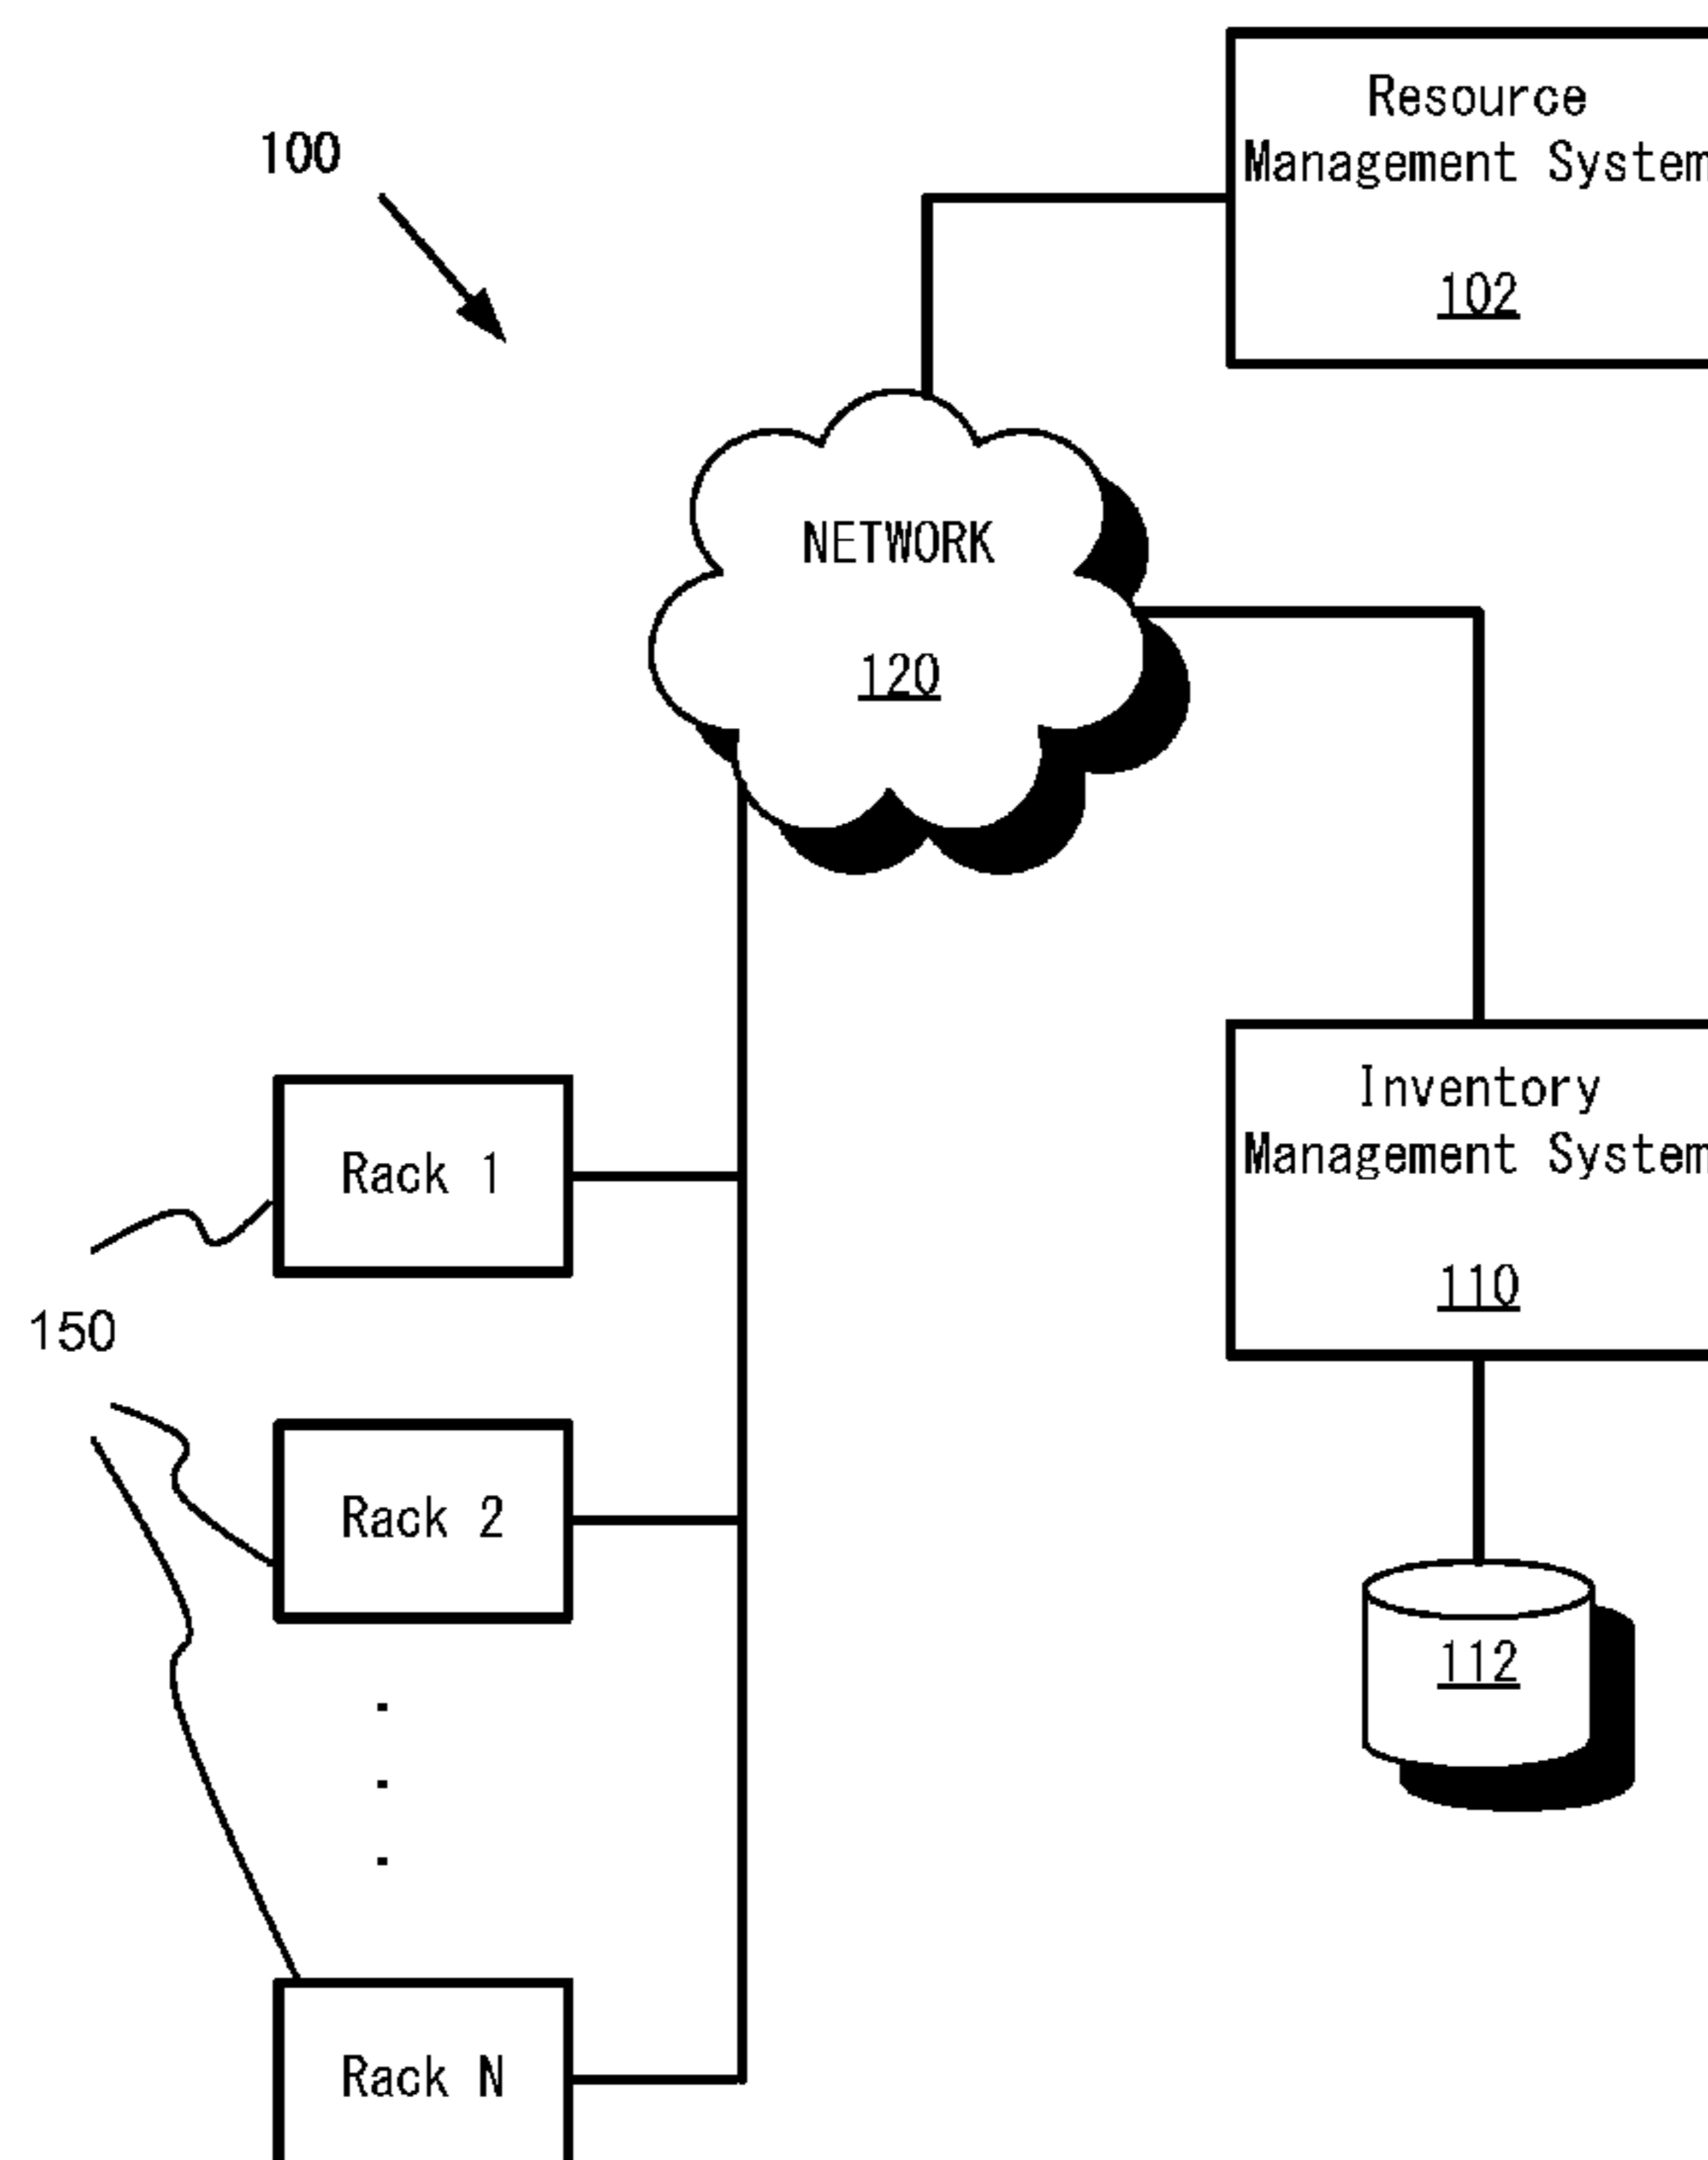 100
Resource
Management System
102
NETWORK
120
Inventory
Management System
110
112
150
Rack 1
Rack 2
Rack N